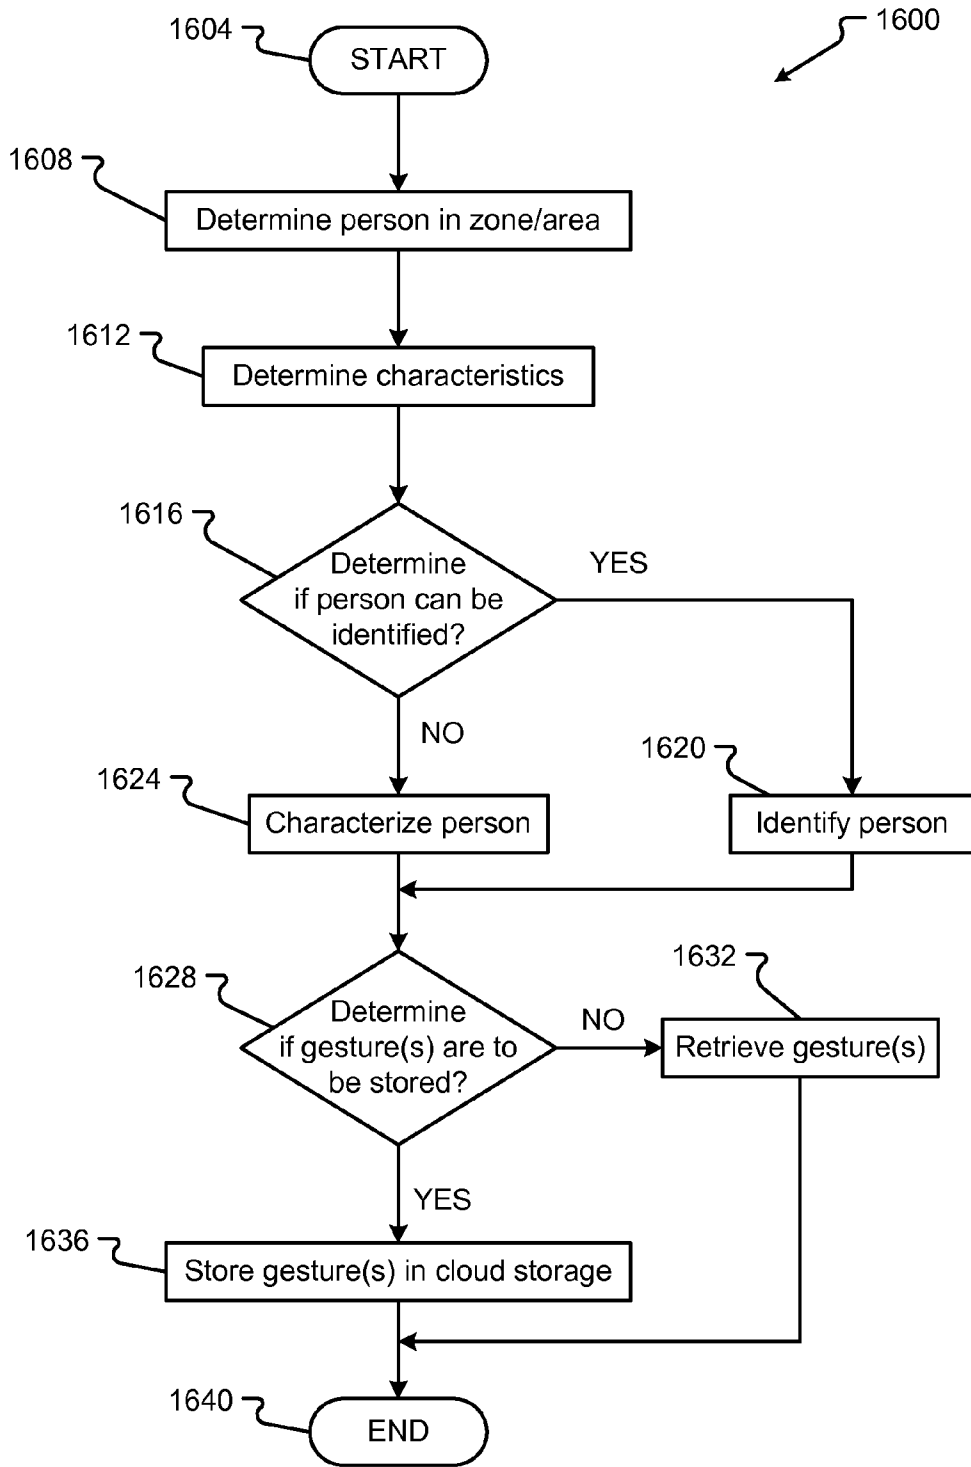 1604
START
1600
1608
Determine person in zone/area
1612
Determine characteristics
1616
Determine
if person can be
identified?
YES
NO
1624
Characterize person
1620
Identify person
1628
Determine
if gesture(s) are to
be stored?
NO
1632
Retrieve gesture(s)
YES
1636
Store gesture(s) in cloud storage
1640
END